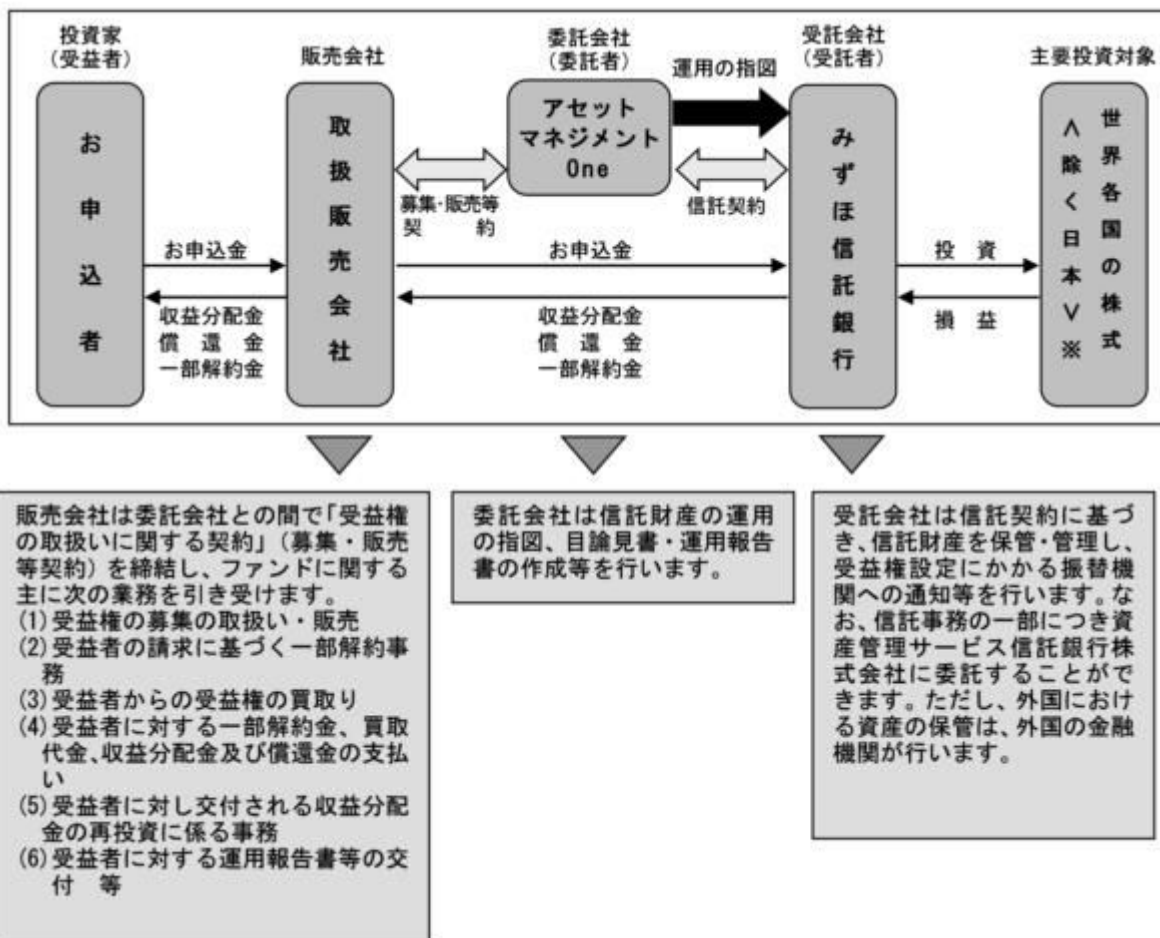 投資家
(受益者)
お申込者
販売会社
取扱販売会社
委託会社
(委託者)
アセット
マネジメント
One
運用の指図
受託会社
(受託者)
みずほ信託銀行
主要投資対象
世界各国の株式
<除く日本>※
募集・販売等
契 約
信託契約
お申込金
収益分配金
償 還 金
一部解約金
お申込金
収益分配金
償 還 金
一部解約金
投 資
損 益
販売会社は委託会社との間で「受益権
の取扱いに関する契約」(募集・販売
等契約)を締結し、ファンドに関する
主に次の業務を引き受けます。
(1)受益権の募集の取扱い・販売
(2)受益者の請求に基づく一部解約事
務
(3)受益者からの受益権の買取り
(4)受益者に対する一部解約金、買取
代金、収益分配金及び償還金の支払
い
(5)受益者に対し交付される収益分配
金の再投資に係る事務
(6)受益者に対する運用報告書等の交
付 等
委託会社は信託財産の運用
の指図、目論見書・運用報告
書の作成等を行います。
受託会社は信託契約に基づ
き、信託財産を保管・管理し、
受益権設定にかかる振替機
関への通知等を行います。な
お、信託事務の一部につき資
産管理サービス信託銀行株
式会社に委託することがで
きます。ただし、外国におけ
る資産の保管は、外国の金融
機関が行います。